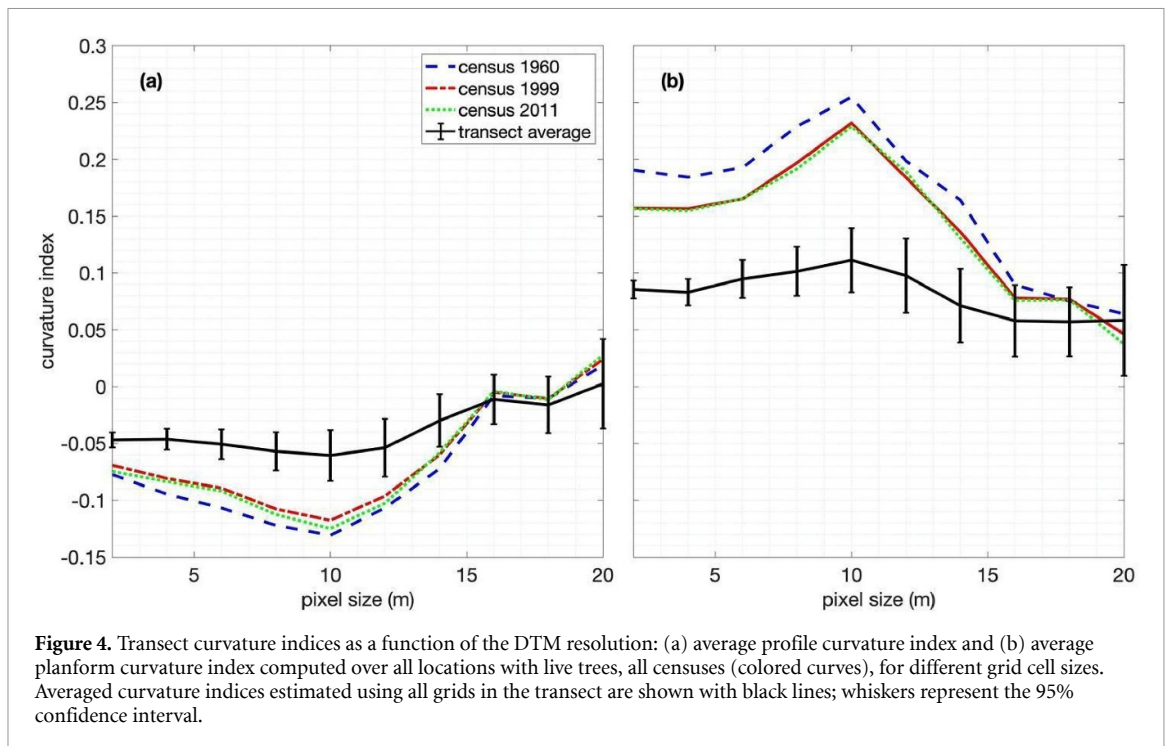 0.3
0.25
0.2
0.15
0.1
0.05
0
-0.05
-0.1
-0.15
curvature index
(a)
census 1960
census 1999
census 2011
transect average
5
10
15
20
pixel size (m)
(b)
5
10
15
20
pixel size (m)
Figure 4. Transect curvature indices as a function of the DTM resolution: (a) average profile curvature index and (b) average
planform curvature index computed over all locations with live trees, all censuses (colored curves), for different grid cell sizes.
Averaged curvature indices estimated using all grids in the transect are shown with black lines; whiskers represent the 95%
confidence interval.